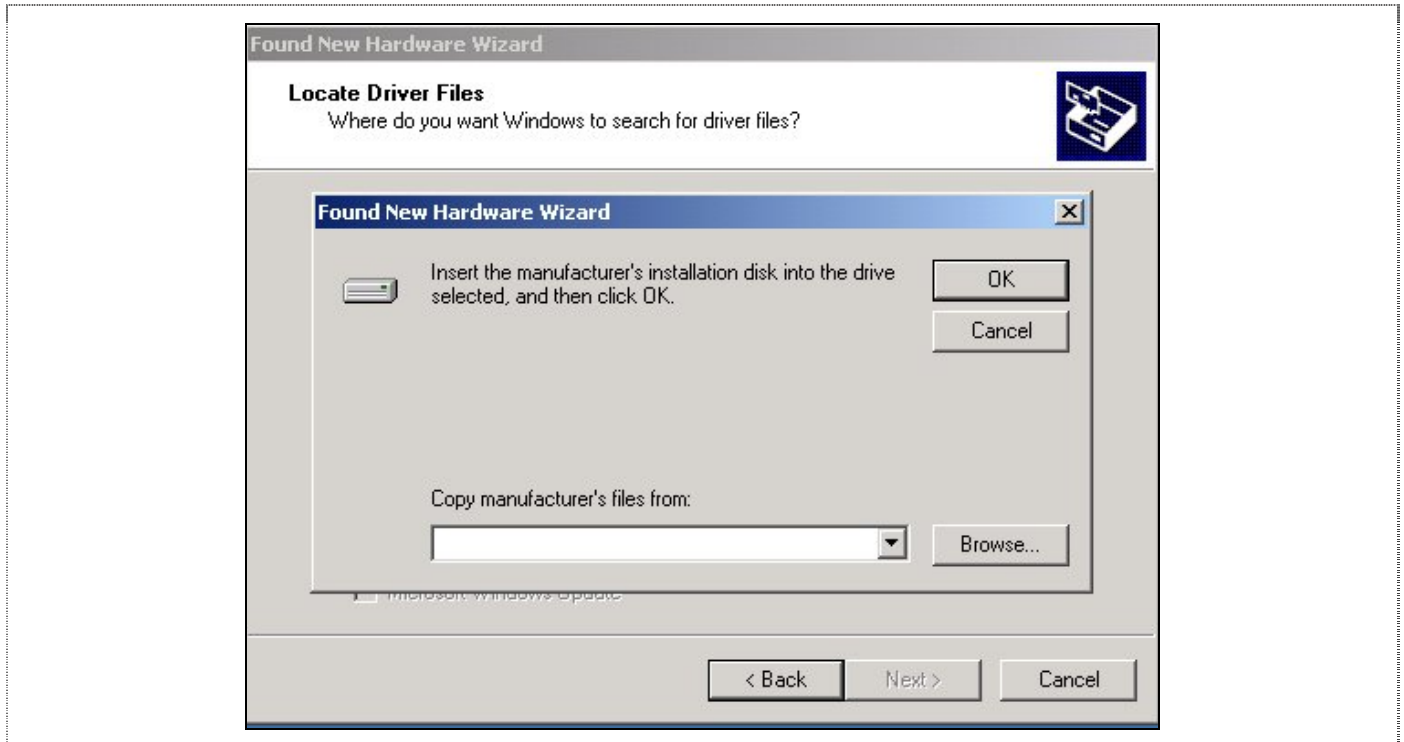 Found New Hardware Wizard
Locate Driver Files
Where do you want Windows to search for driver files?
Found New Hardware Wizard
Insert the manufacturer's installation disk into the drive
selected, and then click OK.
OK
Cancel
Copy manufacturer's files from:
Browse...
Microsoft Windows Update
< Back
Next >
Cancel